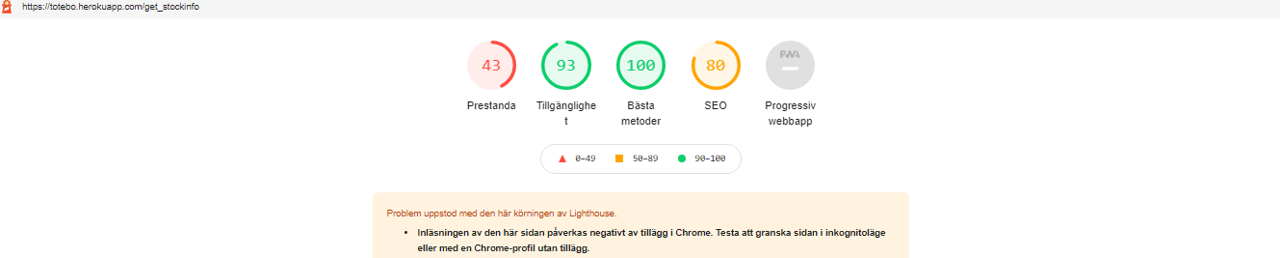 https://totebo.herokuapp.com/get_stockinfo
43 93 100 80 PWA
Prestanda Tillgänglighe Bästa SEO Progressiv
t metoder webbapp
0–49 50–89 90–100
Problem uppstod med den här körningen av Lighthouse.
• Inläsningen av den här sidan påverkas negativt av tillägg i Chrome. Testa att granska sidan i inkognitoläge
eller med en Chrome-profil utan tillägg.